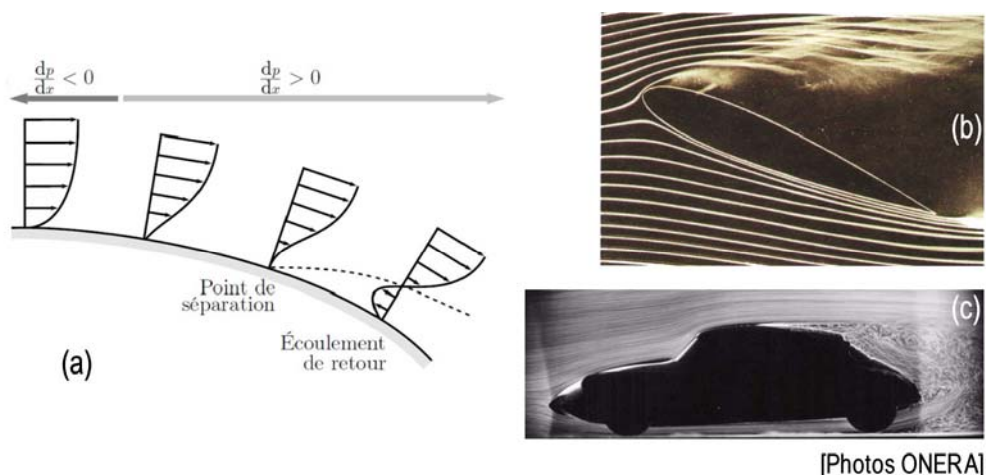 dp/dx < 0
dp/dx > 0
Point de
séparation
Écoulement
de retour
(a)
(b)
(c)
[Photos ONERA]